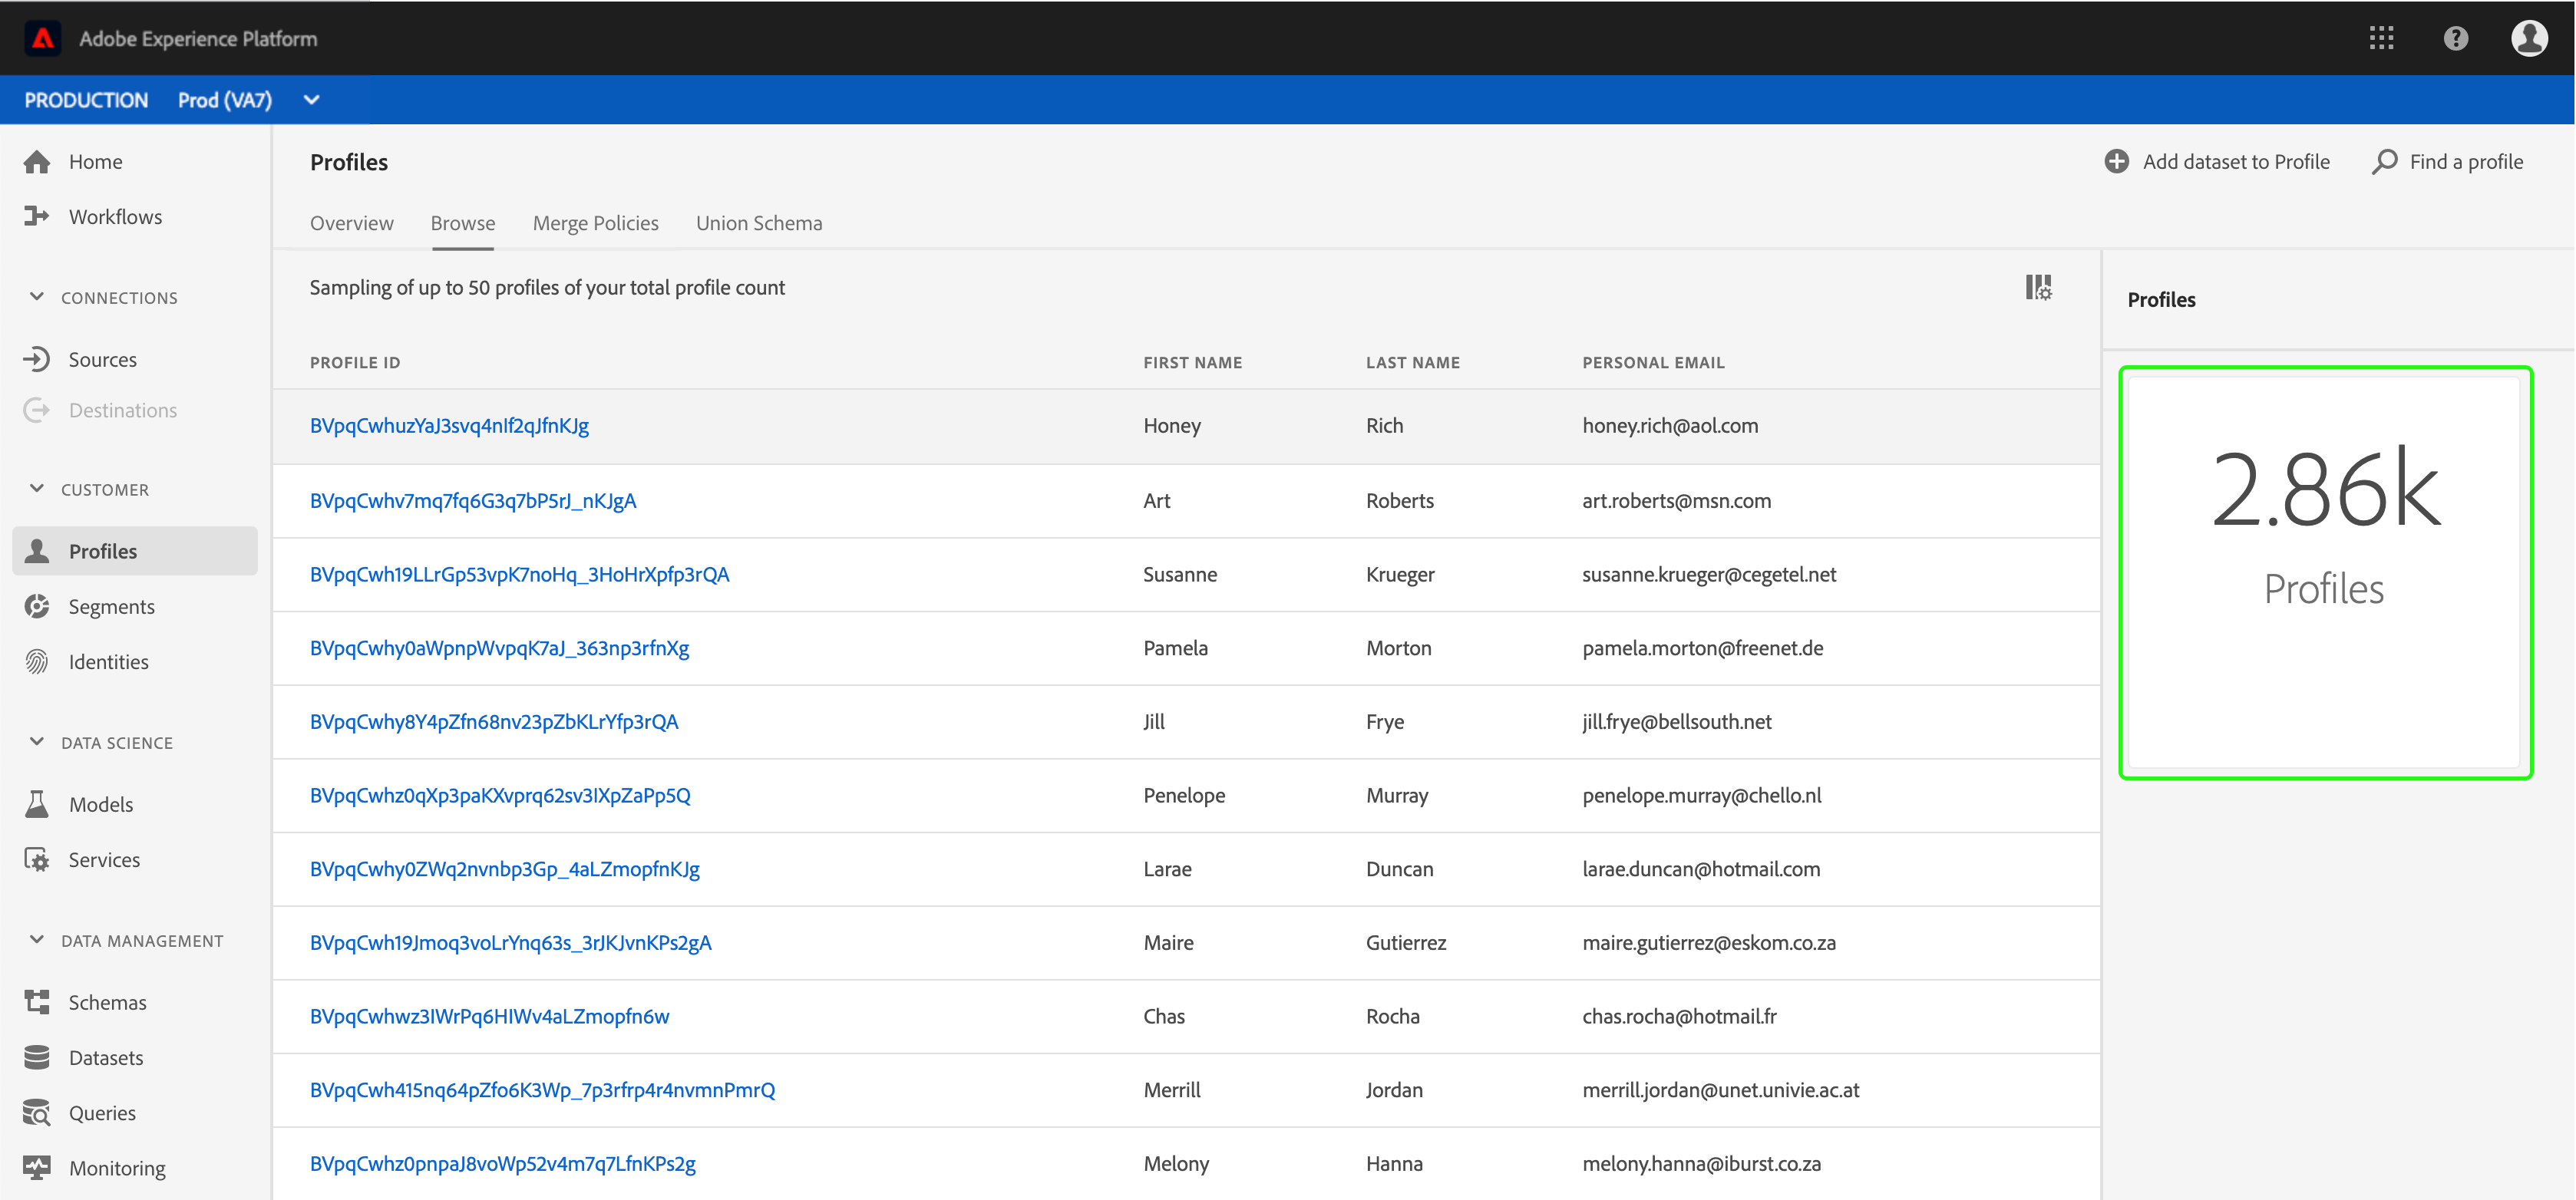 Adobe Experience Platform
PRODUCTION Prod (VA7)
Home
Workflows
CONNECTIONS
Sources
Destinations
CUSTOMER
Profiles
Segments
Identities
DATA SCIENCE
Models
Services
DATA MANAGEMENT
Schemas
Datasets
Queries
Monitoring
Profiles
Add dataset to Profile Find a profile
Overview Browse Merge Policies Union Schema
Sampling of up to 50 profiles of your total profile count
PROFILE ID FIRST NAME LAST NAME PERSONAL EMAIL
BVpqCwhuzYaJ3svq4nIf2qJfnKJg Honey Rich honey.rich@aol.com
BVpqCwhv7mq7fq6G3q7bP5rJ_nKJgA Art Roberts art.roberts@msn.com
BVpqCwh19LLrGp53vpK7noHq_3HoHrXpfp3rQA Susanne Krueger susanne.krueger@cegetel.net
BVpqCwhy0aWpnpWvpqK7aJ_363np3rfnXg Pamela Morton pamela.morton@freenet.de
BVpqCwhy8Y4pZfn68nv23pZbKLrYfp3rQA Jill Frye jill.frye@bellsouth.net
BVpqCwhz0qXp3paKXvprq62sv3IXpZaPp5Q Penelope Murray penelope.murray@chello.nl
BVpqCwhy0ZWq2nvnbp3Gp_4aLZmopfnKJg Larae Duncan larae.duncan@hotmail.com
BVpqCwh19Jmoq3voLrYnq63s_3rJKJvnKPs2gA Maire Gutierrez maire.gutierrez@eskom.co.za
BVpqCwhwz3IWrPq6HIWv4aLZmopfn6w Chas Rocha chas.rocha@hotmail.fr
BVpqCwh415nq64pZfo6K3Wp_7p3rfrp4r4nvmnPmrQ Merrill Jordan merrill.jordan@unet.univie.ac.at
BVpqCwhz0pnpaJ8voWp52v4m7q7LfnKPs2g Melony Hanna melony.hanna@iburst.co.za
Profiles
2.86k
Profiles